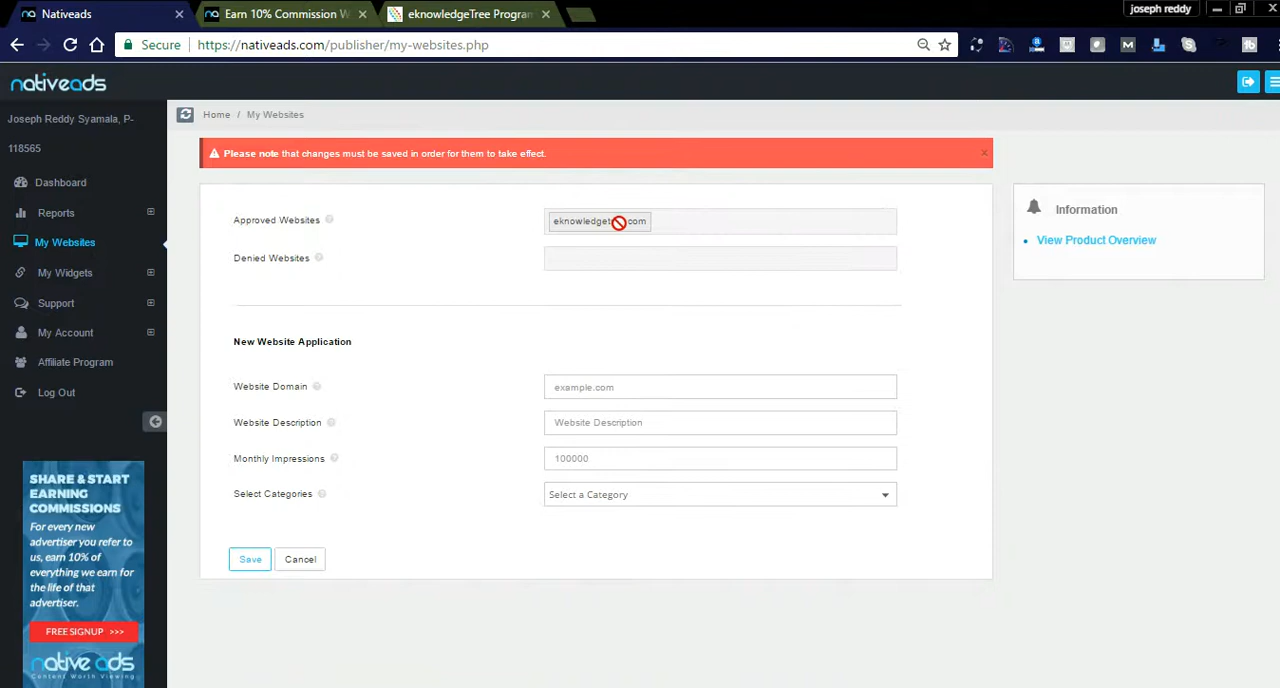 Nativeads
Earn 10% Commission W
eknowledgeTree Program
joseph reddy
Secure
https://nativeads.com/publisher/my-websites.php
nativeads
Joseph Reddy Syamala, P-
118565
Home / My Websites
Please note that changes must be saved in order for them to take effect.
Dashboard
Reports
My Websites
My Widgets
Support
My Account
Affiliate Program
Log Out
Approved Websites
Denied Websites
New Website Application
Website Domain
example.com
Website Description
Website Description
Monthly Impressions
100000
Select Categories
Select a Category
Save
Cancel
Information
View Product Overview
SHARE & START
EARNING
COMMISSIONS
For every new
advertiser you refer to
us, earn 10% of
everything we earn for
the life of that
advertiser.
FREE SIGNUP >>>
native ads
Content Worth Viewing